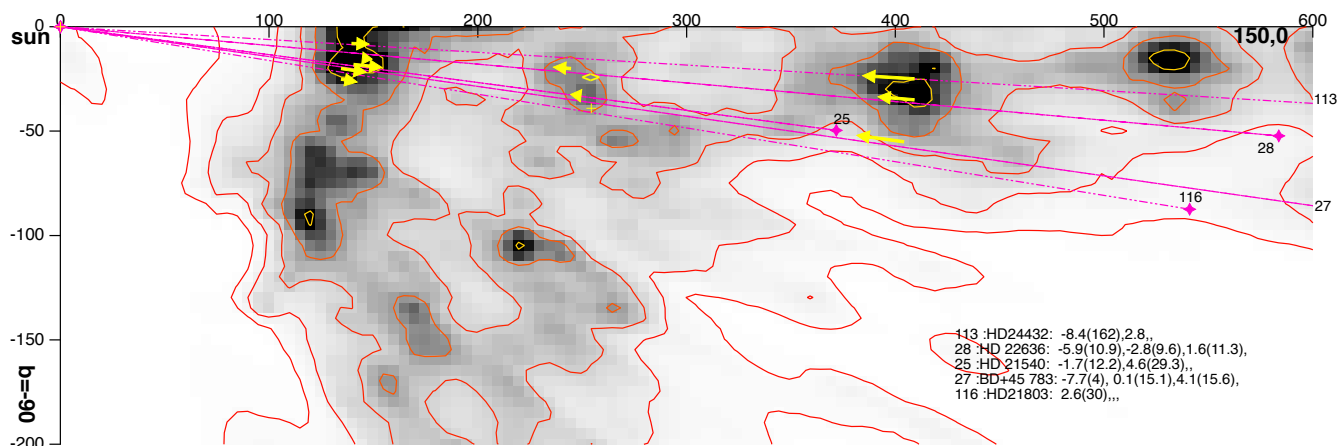 0 100 200 300 400 500 600
sun
150,0
0
-50
-100
-150
-200
b=-90
113
25
28
116
27
113 :HD24432: -8.4(162),2.8,,
28 :HD 22636: -5.9(10.9),-2.8(9.6),1.6(11.3),
25 :HD 21540: -1.7(12.2),4.6(29.3),,
27 :BD+45 783: -7.7(4), 0.1(15.1),4.1(15.6),
116 :HD21803: 2.6(30),,,